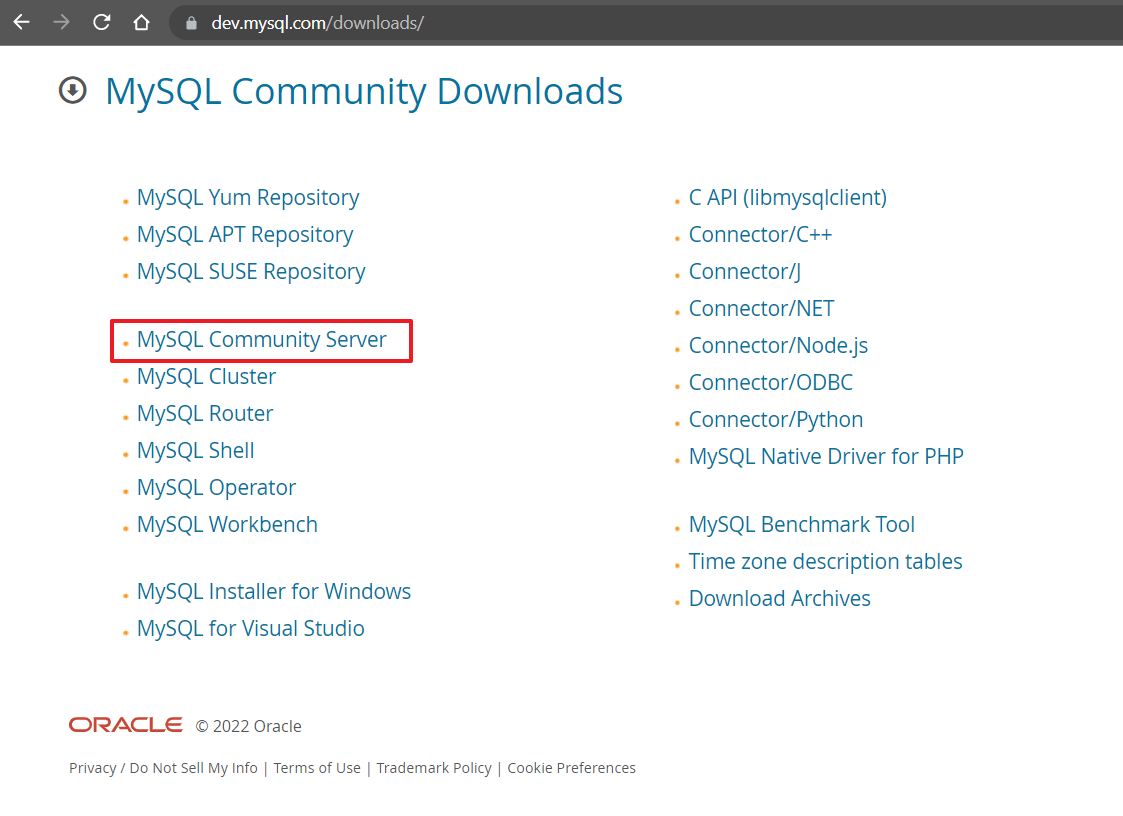 dev.mysql.com/downloads/
MySQL Community Downloads
MySQL Yum Repository
MySQL APT Repository
MySQL SUSE Repository
MySQL Community Server
MySQL Cluster
MySQL Router
MySQL Shell
MySQL Operator
MySQL Workbench
MySQL Installer for Windows
MySQL for Visual Studio
C API (libmysqlclient)
Connector/C++
Connector/J
Connector/NET
Connector/Node.js
Connector/ODBC
Connector/Python
MySQL Native Driver for PHP
MySQL Benchmark Tool
Time zone description tables
Download Archives
ORACLE © 2022 Oracle
Privacy / Do Not Sell My Info | Terms of Use | Trademark Policy | Cookie Preferences